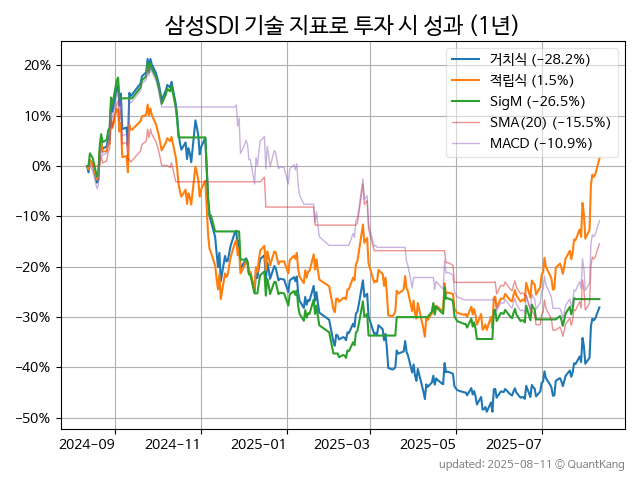 삼성SDI 기술 지표로 투자 시 성과 (1년)
거치식 (−28.2%)
적립식 (1.5%)
SigM (−26.5%)
SMA(20) (−15.5%)
MACD (−10.9%)
20%
10%
0%
−10%
−20%
−30%
−40%
−50%
2024−09 2024−11 2025−01 2025−03 2025−05 2025−07
updated: 2025−08−11 © QuantKang